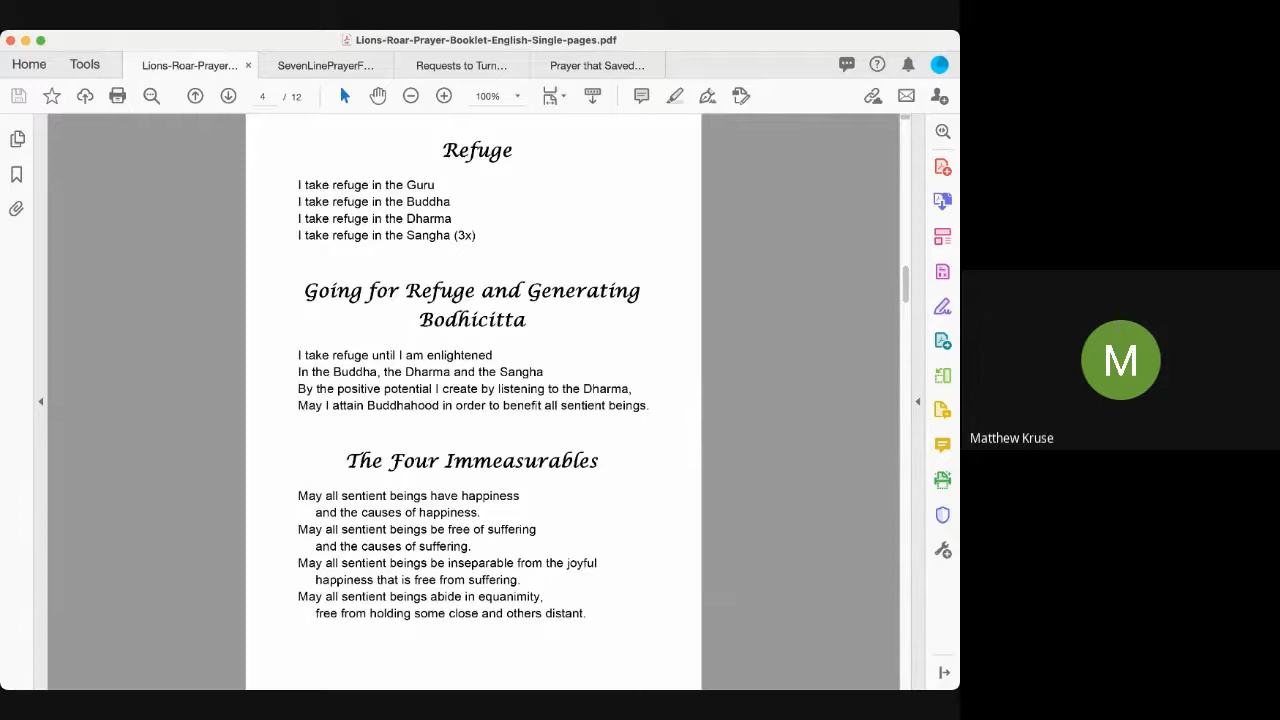 Lions-Roar-Prayer-Booklet-English-Single-pages.pdf
Home
Tools
Lions-Roar-Prayer...
SevenLinePrayerF...
Requests to Turn...
Prayer that Saved...
4 / 12
100%
Refuge
I take refuge in the Guru
I take refuge in the Buddha
I take refuge in the Dharma
I take refuge in the Sangha (3x)
Going for Refuge and Generating
Bodhicitta
I take refuge until I am enlightened
In the Buddha, the Dharma and the Sangha
By the positive potential I create by listening to the Dharma,
May I attain Buddhahood in order to benefit all sentient beings.
The Four Immeasurables
May all sentient beings have happiness
and the causes of happiness.
May all sentient beings be free of suffering
and the causes of suffering.
May all sentient beings be inseparable from the joyful
happiness that is free from suffering.
May all sentient beings abide in equanimity,
free from holding some close and others distant.
M
Matthew Kruse